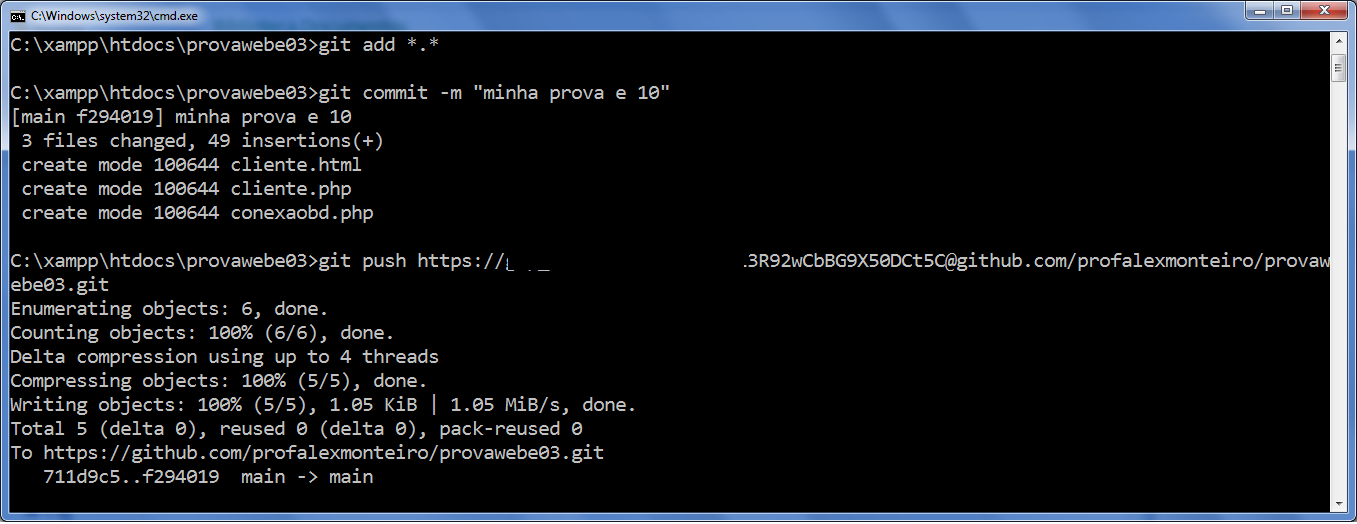 C:\Windows\system32\cmd.exe
C:\xampp\htdocs\provawebe03>git add *.*
C:\xampp\htdocs\provawebe03>git commit -m "minha prova e 10"
[main f294019] minha prova e 10
 3 files changed, 49 insertions(+)
 create mode 100644 cliente.html
 create mode 100644 cliente.php
 create mode 100644 conexaobd.php
C:\xampp\htdocs\provawebe03>git push https://3R92wCbBG9X50DCt5C@github.com/profalexmonteiro/provaw
ebe03.git
Enumerating objects: 6, done.
Counting objects: 100% (6/6), done.
Delta compression using up to 4 threads
Compressing objects: 100% (5/5), done.
Writing objects: 100% (5/5), 1.05 KiB | 1.05 MiB/s, done.
Total 5 (delta 0), reused 0 (delta 0), pack-reused 0
To https://github.com/profalexmonteiro/provawebe03.git
   711d9c5..f294019  main -> main